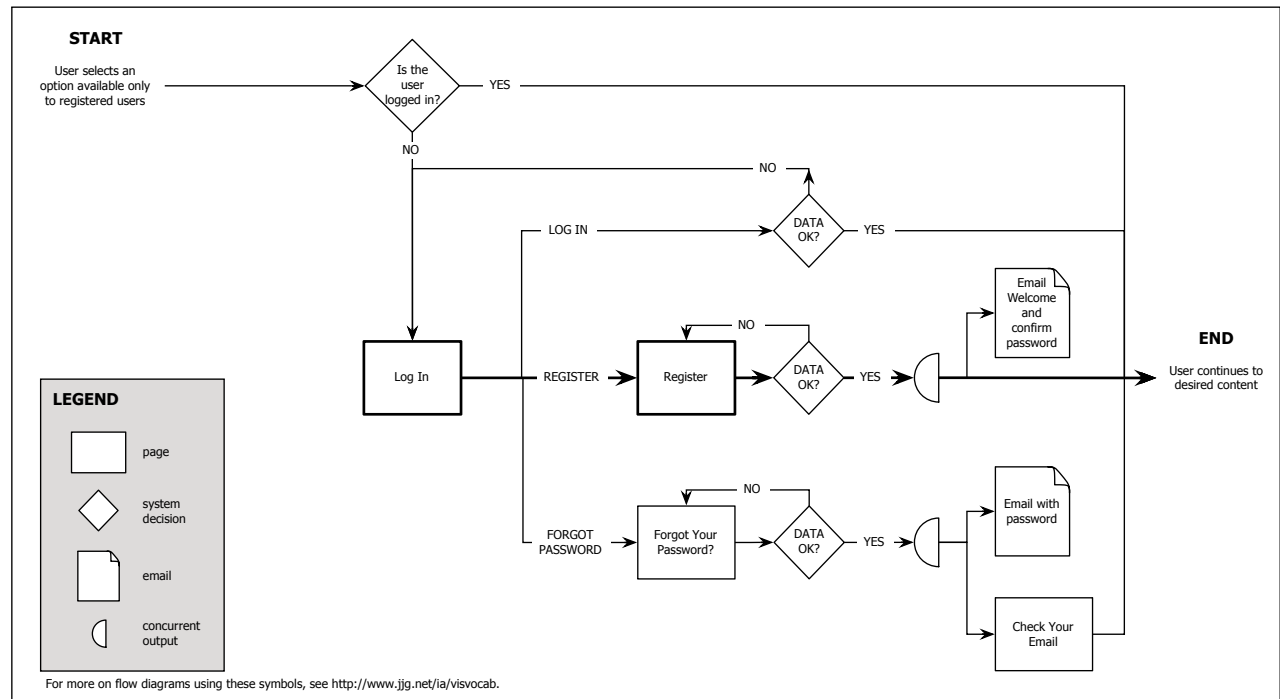 START
User selects an
option available only
to registered users
Is the
user
logged in?
YES
NO
NO
LOG IN
DATA
OK?
YES
Email
Welcome
and
confirm
password
NO
END
Log In
REGISTER
Register
DATA
OK?
YES
User continues to
desired content
LEGEND
page
system
decision
email
concurrent
output
NO
FORGOT
PASSWORD
Forgot Your
Password?
DATA
OK?
YES
Email with
password
Check Your
Email
For more on flow diagrams using these symbols, see http://www.jjg.net/ia/visvocab.